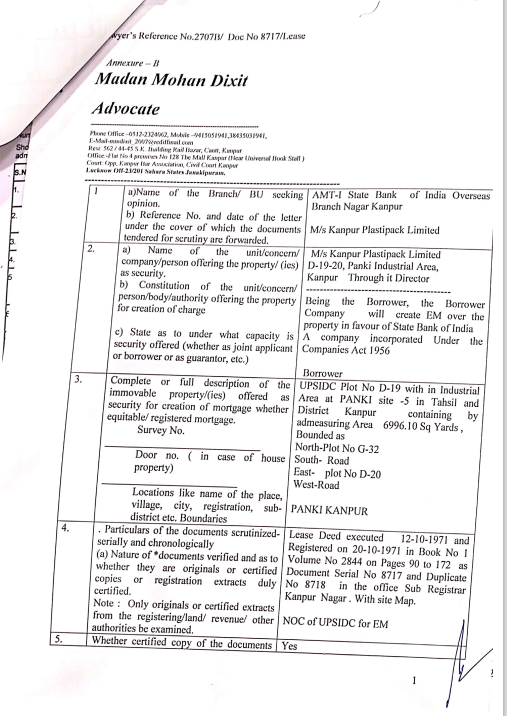 wyer's Reference No.2707B/ Doc No 8717/Lease
Annexure – B
Madan Mohan Dixit
Advocate
Phone Office –0512-2324062, Mobile –9415051941,38435031941,
E-Mail-mmdixit_2007@rediffmail.com
Resi 562 / 44-45 S.K. Building Rail Bazar, Cantt, Kanpur
Office -Flat No 4 premises No 128 The Mall Kanpur (Near Universal Book Stall )
Court: Opp. Kanpur Bar Association, Civil Court Kanpur
Lucknow Off-23/201 Sahara States Janakipuram.
Sho
adm
S.N
1.
2.
3.
4.
5
1
a)Name of the Branch/ BU seeking
opinion.
b) Reference No. and date of the letter
under the cover of which the documents
tendered for scrutiny are forwarded.
AMT-I State Bank of India Overseas
Branch Nagar Kanpur
M/s Kanpur Plastipack Limited
2.
a) Name of the unit/concern/
company/person offering the property/ (ies)
as security.
b) Constitution of the unit/concern/
person/body/authority offering the property
for creation of charge
c) State as to under what capacity is
security offered (whether as joint applicant
or borrower or as guarantor, etc.)
M/s Kanpur Plastipack Limited
D-19-20, Panki Industrial Area,
Kanpur Through it Director
Being the Borrower, the Borrower
Company will create EM over the
property in favour of State Bank of India
A company incorporated Under the
Companies Act 1956
Borrower
3.
Complete or full description of the
immovable property/(ies) offered as
security for creation of mortgage whether
equitable/ registered mortgage.
Survey No.
Door no. ( in case of house
property)
Locations like name of the place,
village, city, registration, sub-
district etc. Boundaries
UPSIDC Plot No D-19 with in Industrial
Area at PANKI site -5 in Tahsil and
District Kanpur containing by
admeasuring Area 6996.10 Sq Yards ,
Bounded as
North-Plot No G-32
South- Road
East- plot No D-20
West-Road
PANKI KANPUR
4.
. Particulars of the documents scrutinized-
serially and chronologically
(a) Nature of *documents verified and as to
whether they are originals or certified
copies or registration extracts duly
certified.
Note : Only originals or certified extracts
from the registering/land/ revenue/ other
authorities be examined.
Lease Deed executed 12-10-1971 and
Registered on 20-10-1971 in Book No 1
Volume No 2844 on Pages 90 to 172 as
Document Serial No 8717 and Duplicate
No 8718 in the office Sub Registrar
Kanpur Nagar . With site Map.
NOC of UPSIDC for EM
5.
Whether certified copy of the documents
Yes
1